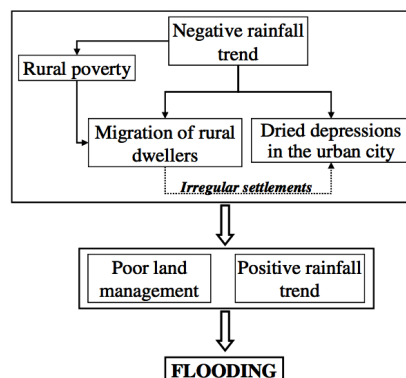 Negative rainfall
trend
Rural poverty
Migration of rural
dwellers
Dried depressions
in the urban city
Irregular settlements
Poor land
management
Positive rainfall
trend
FLOODING